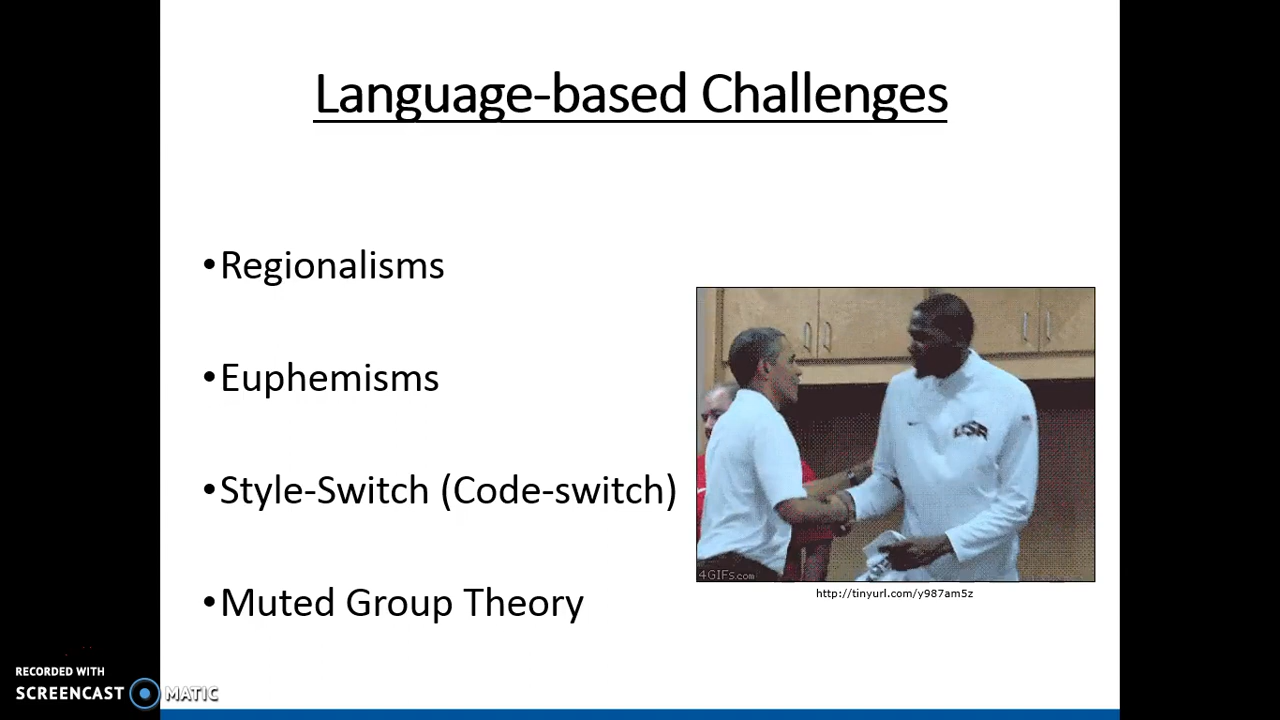 Language-based Challenges
•Regionalisms
•Euphemisms
•Style-Switch (Code-switch)
•Muted Group Theory
USA
4GIFs.com
http://tinyurl.com/y987am5z
RECORDED WITH
SCREENCAST MATIC